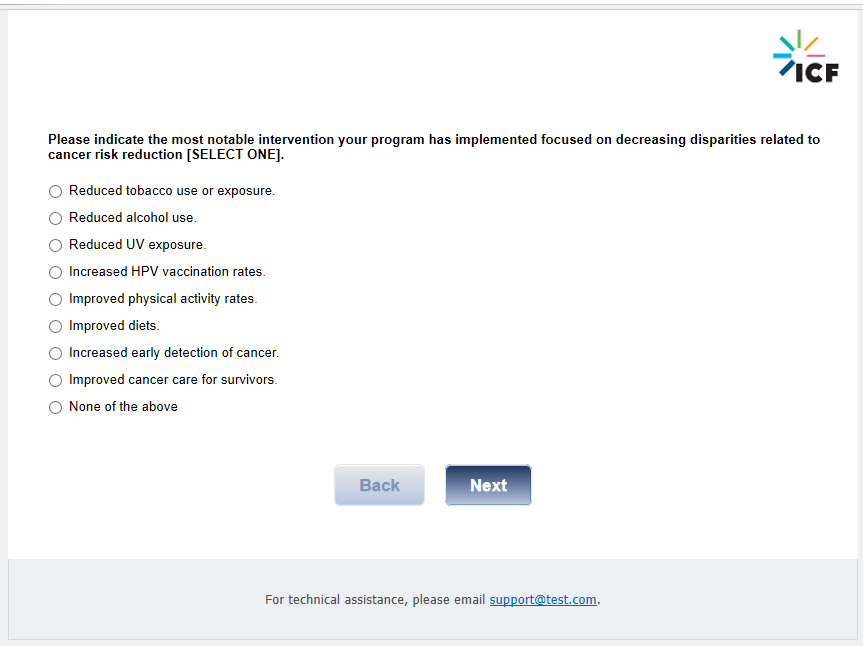 ICF
Please indicate the most notable intervention your program has implemented focused on decreasing disparities related to
cancer risk reduction [SELECT ONE].
Reduced tobacco use or exposure.
Reduced alcohol use.
Reduced UV exposure.
Increased HPV vaccination rates.
Improved physical activity rates.
Improved diets.
Increased early detection of cancer.
Improved cancer care for survivors.
None of the above
Back Next
For technical assistance, please email support@test.com.